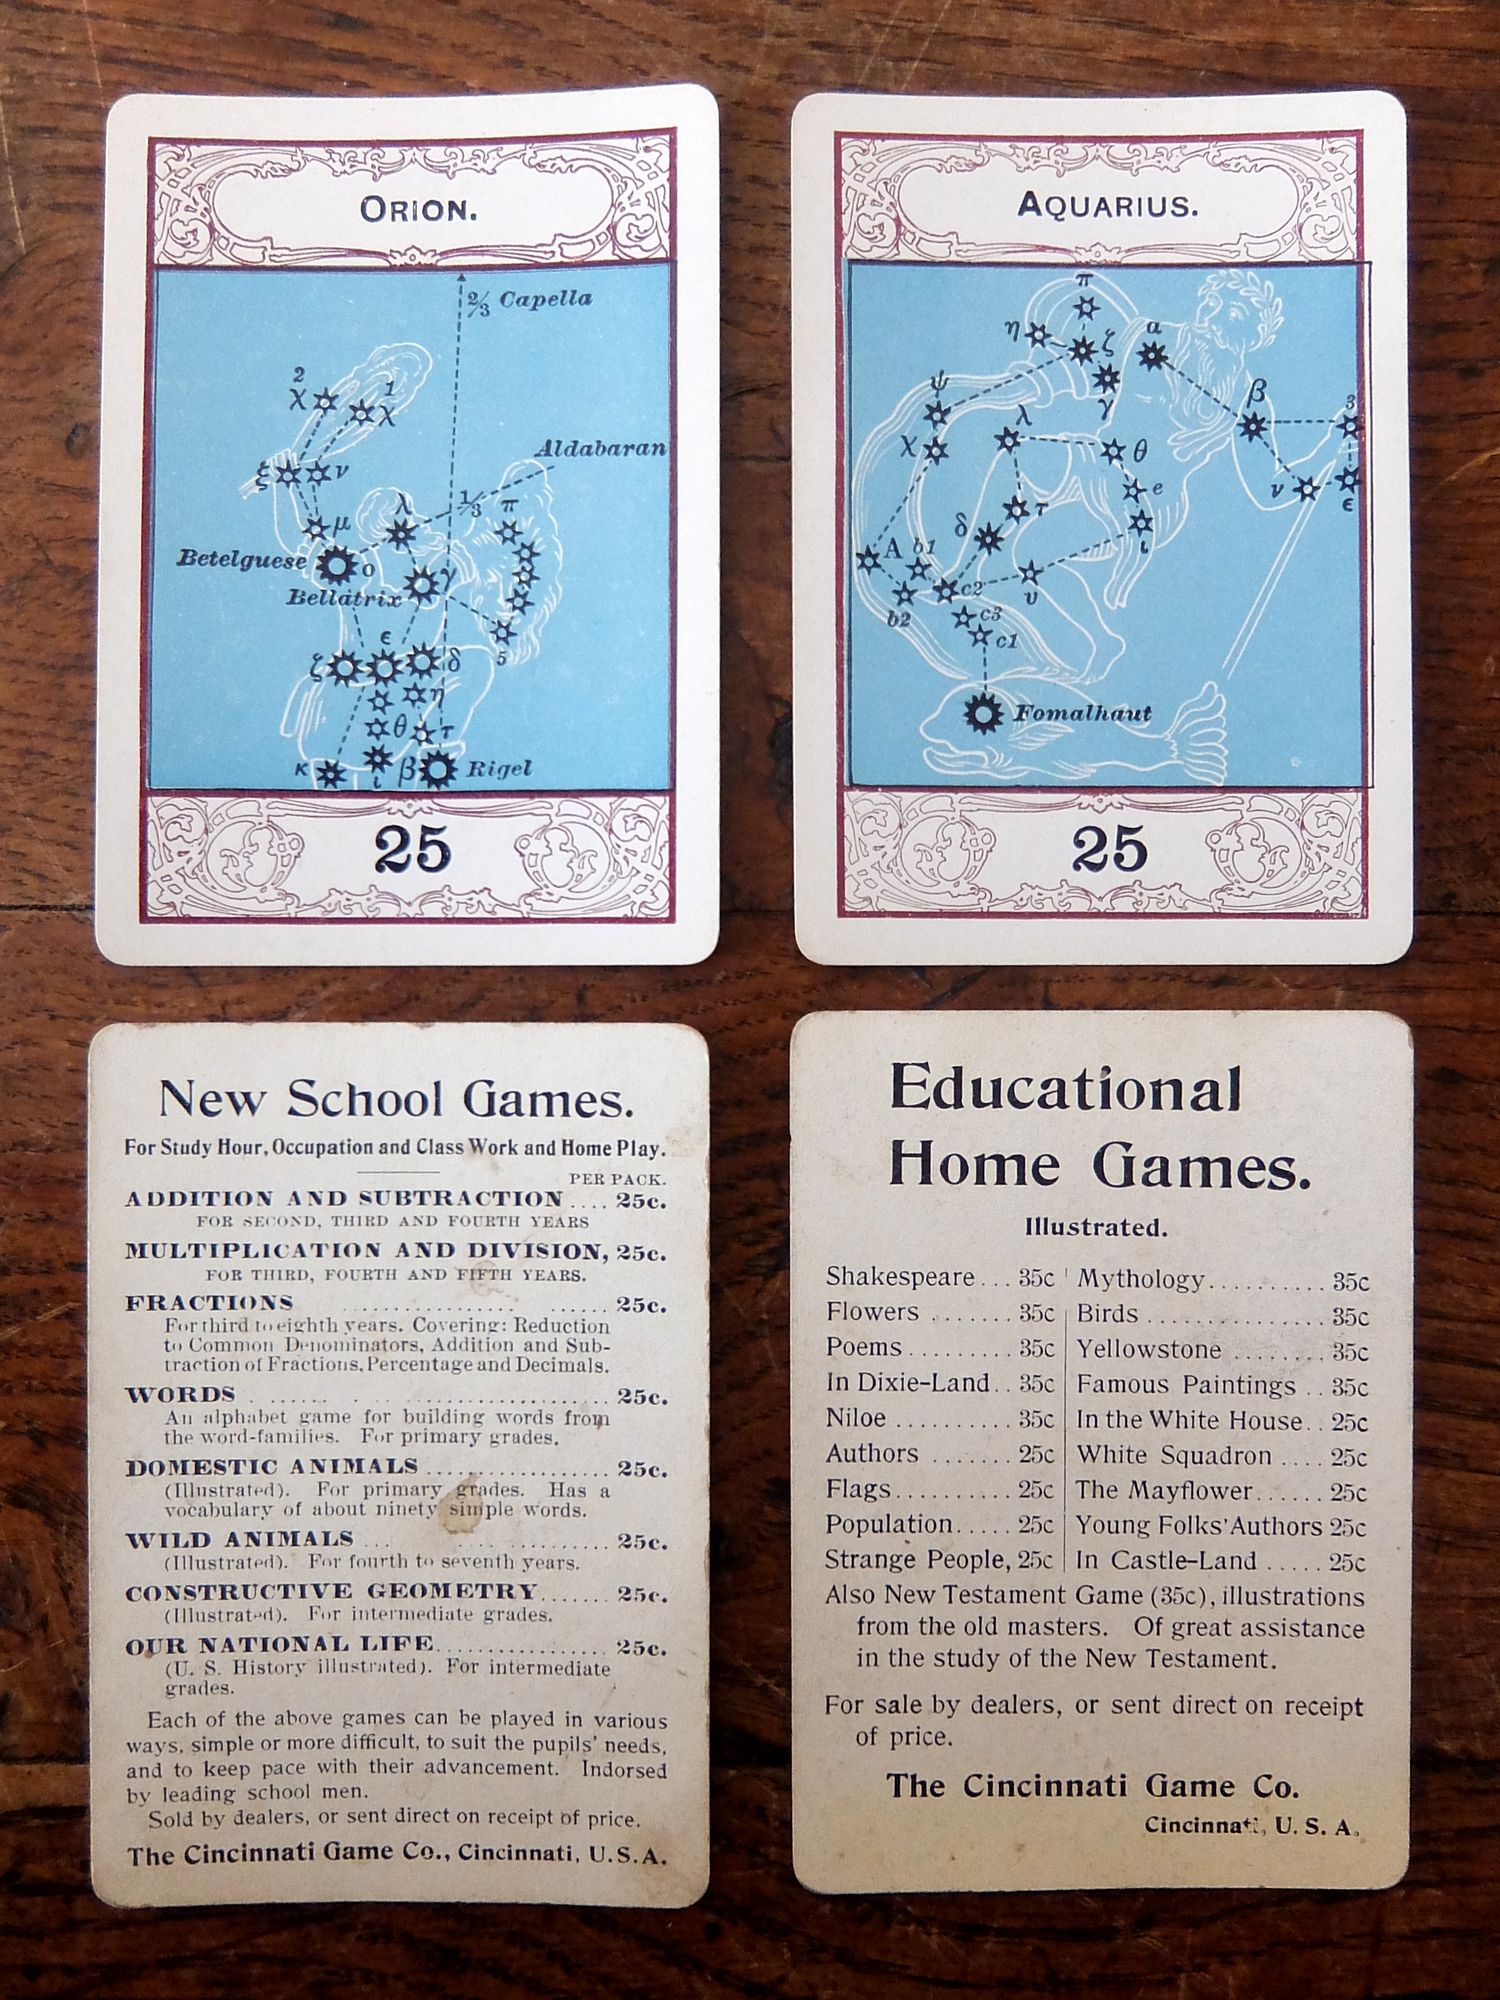 ORION.
2/3 Capella
2
χ
1
χ
Aldabaran
ξ
ν
1/3
π
λ
μ
Betelguese
o
γ
Bellatrix
5
ε
ζ
δ
η
θ
τ
κ
ι
β
Rigel
25
AQUARIUS.
π
η
ζ
α
ψ
γ
β
3
λ
χ
θ
e
ν
ε
τ
δ
ι
A
b1
υ
c2
b2
c3
c1
Fomalhaut
25
New School Games.
For Study Hour, Occupation and Class Work and Home Play.
PER PACK.
ADDITION AND SUBTRACTION .... 25c.
FOR SECOND, THIRD AND FOURTH YEARS
MULTIPLICATION AND DIVISION, 25c.
FOR THIRD, FOURTH AND FIFTH YEARS.
FRACTIONS ................ ...... 25c.
For third to eighth years. Covering: Reduction
to Common Denominators, Addition and Sub-
traction of Fractions, Percentage and Decimals.
WORDS ...... . .................... 25c.
An alphabet game for building words from
the word-families. For primary grades.
DOMESTIC ANIMALS .................. 25c.
(Illustrated). For primary grades. Has a
vocabulary of about ninety simple words.
WILD ANIMALS ... .. .......... 25c.
(Illustrated). For fourth to seventh years.
CONSTRUCTIVE GEOMETRY....... 25c.
(Illustrated). For intermediate grades.
OUR NATIONAL LIFE................. 25c.
(U. S. History illustrated). For intermediate
grades.
Each of the above games can be played in various
ways, simple or more difficult, to suit the pupils' needs,
and to keep pace with their advancement. Indorsed
by leading school men.
Sold by dealers, or sent direct on receipt of price.
The Cincinnati Game Co., Cincinnati, U.S.A.
Educational
Home Games.
Illustrated.
Shakespeare ... 35c Mythology.......... 35c
Flowers ....... 35c Birds .............. 35c
Poems ......... 35c Yellowstone ........ 35c
In Dixie-Land.. 35c Famous Paintings .. 35c
Niloe .......... 35c In the White House.. 25c
Authors ....... 25c White Squadron .... 25c
Flags.......... 25c The Mayflower...... 25c
Population..... 25c Young Folks' Authors 25c
Strange People, 25c In Castle-Land ..... 25c
Also New Testament Game (35c), illustrations
from the old masters. Of great assistance
in the study of the New Testament.
For sale by dealers, or sent direct on receipt
of price.
The Cincinnati Game Co.
Cincinnati, U. S. A.